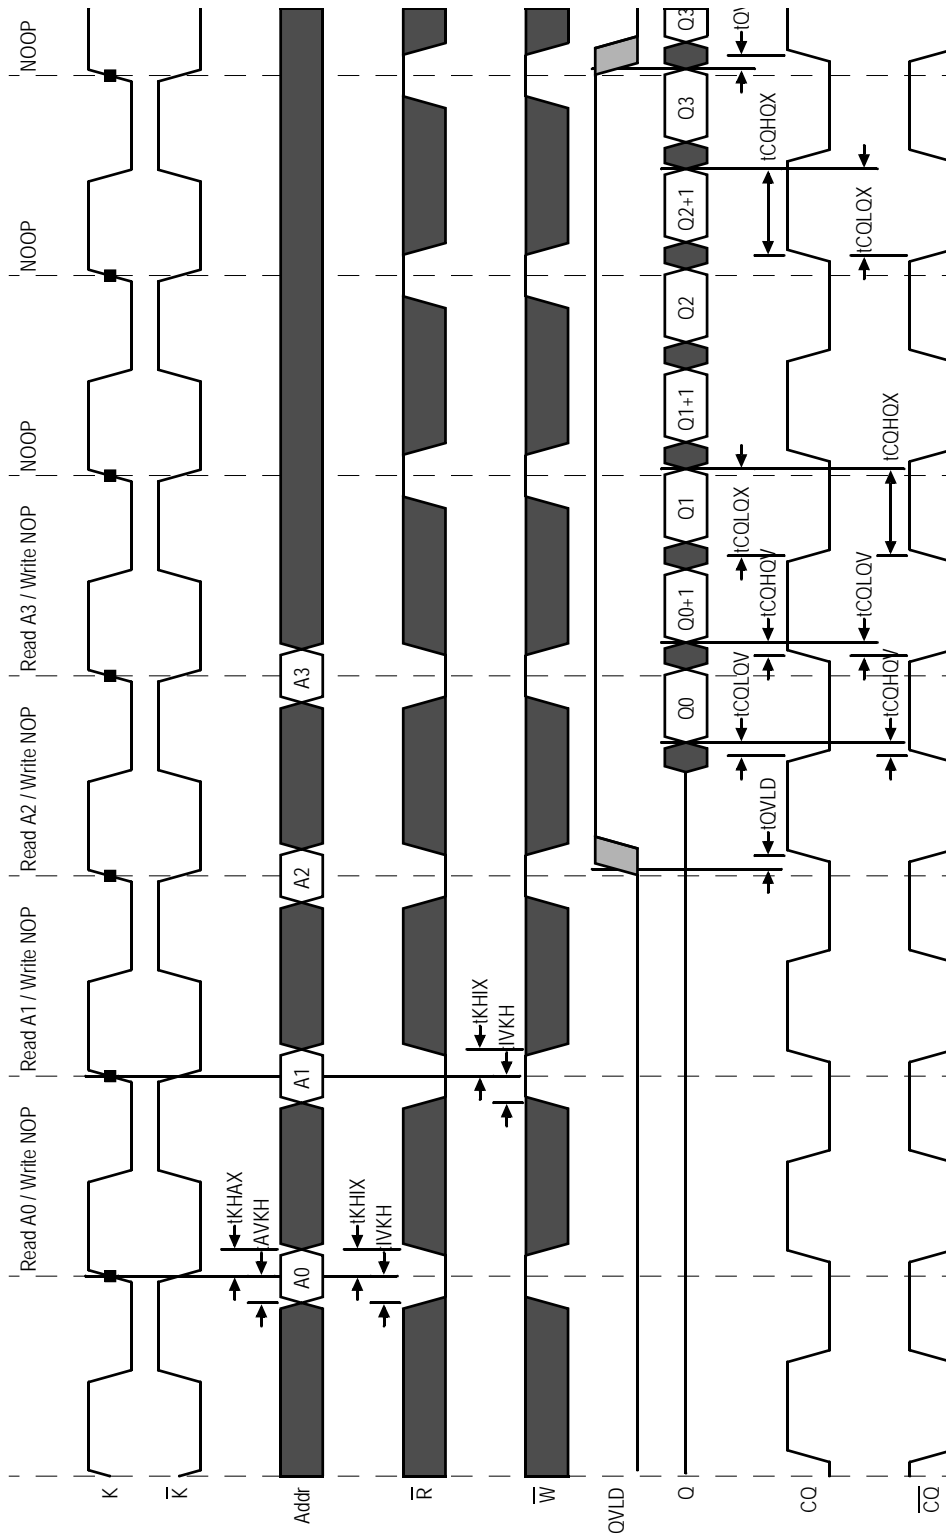 Read A0 / Write NOP
Read A1 / Write NOP
Read A2 / Write NOP
Read A3 / Write NOP
NOOP
NOOP
NOOP
K
K̅
tKHAX
tAVKH
Addr
A0
A1
A2
A3
tKHIX
tIVKH
R̅
tKHIX
tIVKH
W̅
QVLD
Q
Q0
Q0+1
Q1
Q1+1
Q2
Q2+1
Q3
Q3
tCQLQV
tCQLQX
tQVLD
tCQHQV
tCQHQX
CQ
tCQLQV
tCQLQX
tCQHQV
tCQHQX
C̅Q̅